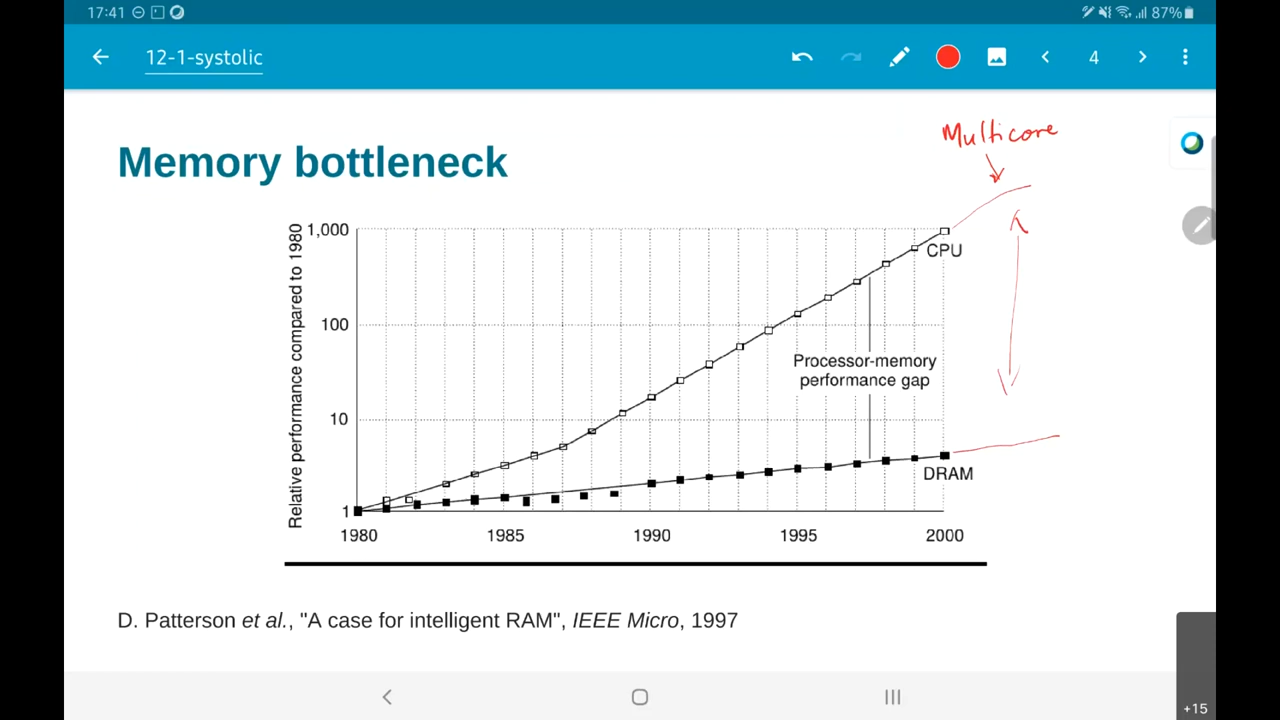 17:41
87%
12-1-systolic
4
Multicore
Memory bottleneck
Relative performance compared to 1980
1,000
100
10
1
CPU
Processor-memory
performance gap
DRAM
1980 1985 1990 1995 2000
D. Patterson et al., "A case for intelligent RAM", IEEE Micro, 1997
+15